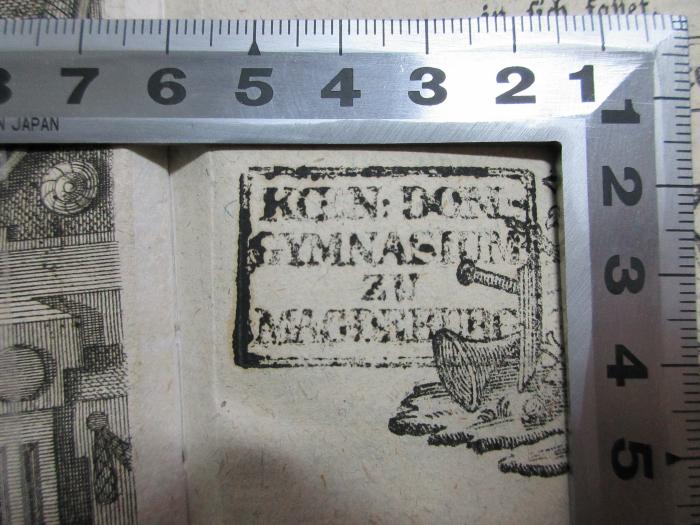 in sich fasset
8 7 6 5 4 3 2 1
N JAPAN
1
2
3
4
5
KOEN: DOM-
GYMNASIUM
ZU
MAGDEBURG